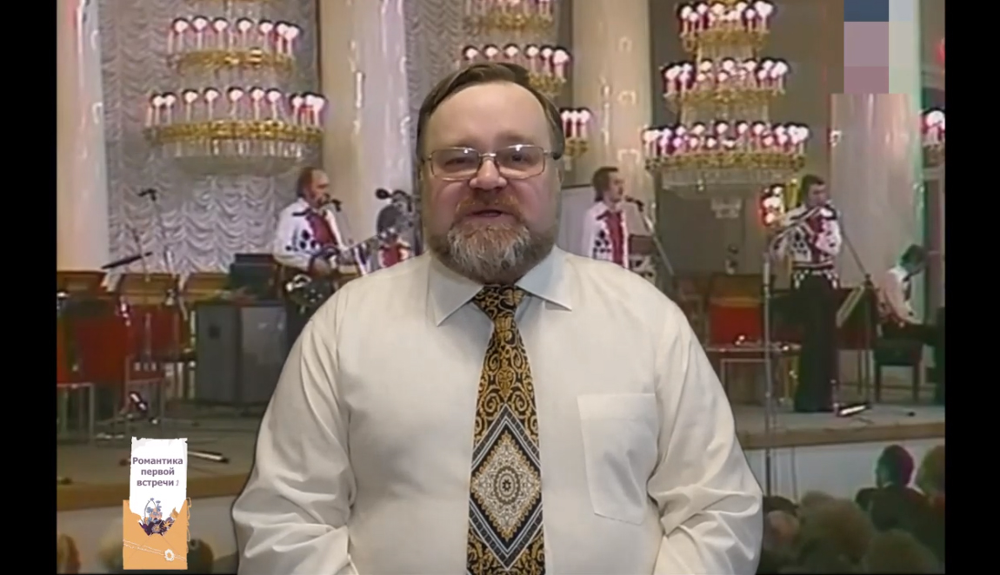 Романтика
первой
встречи